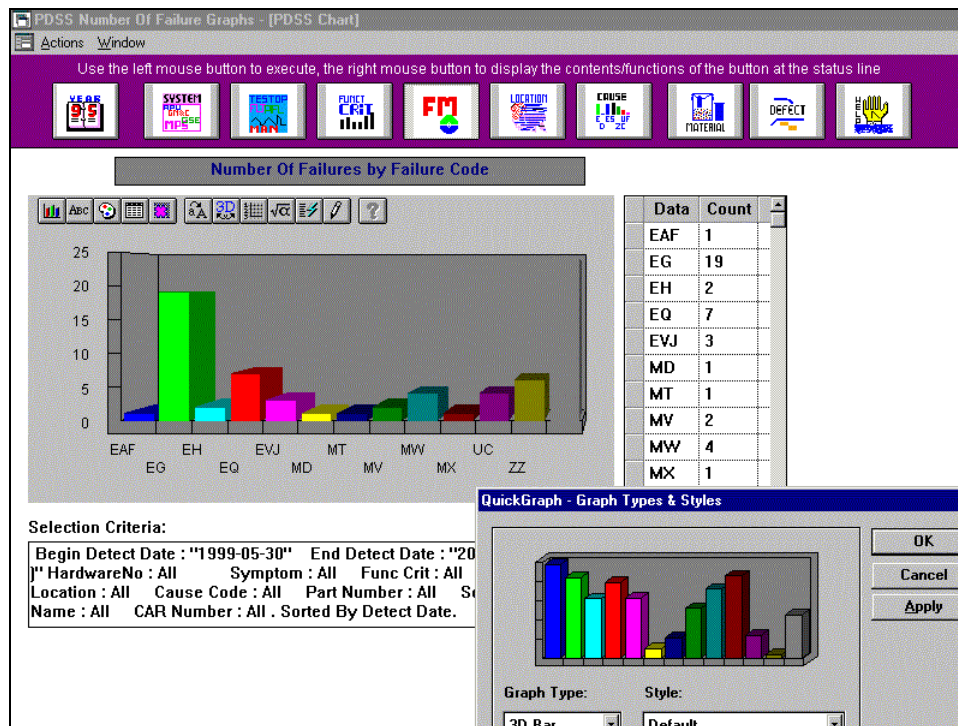 PDSS Number Of Failure Graphs - [PDSS Chart]
Actions Window
Use the left mouse button to execute, the right mouse button to display the contents/functions of the button at the status line
YEAR 95
SYSTEM
GSE
MPS
TESTOP
MAN
FUNCT
CRIT
FM
LOCATION
CAUSE
MATERIAL
DEFECT
HELP
Number Of Failures by Failure Code
ABC
3D
?
Data Count
EAF 1
EG 19
EH 2
EQ 7
EVJ 3
MD 1
MT 1
MV 2
MW 4
MX 1
25
20
15
10
5
0
EAF EH EVJ MT MW UC
EG EQ MD MV MX ZZ
Selection Criteria:
Begin Detect Date : "1999-05-30" End Detect Date : "20
)" HardwareNo : All Symptom : All Func Crit : All
Location : All Cause Code : All Part Number : All
Name : All CAR Number : All . Sorted By Detect Date.
QuickGraph - Graph Types & Styles
OK
Cancel
Apply
Graph Type: Style:
3D Bar Default